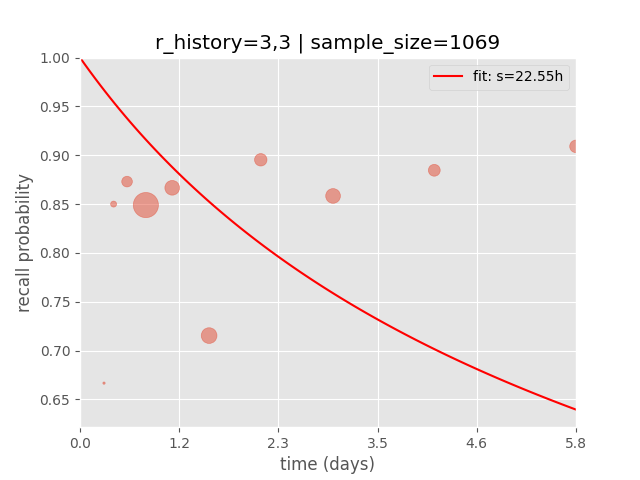 r_history=3,3 | sample_size=1069
fit: s=22.55h
1.00
0.95
0.90
0.85
0.80
0.75
0.70
0.65
recall probability
0.0 1.2 2.3 3.5 4.6 5.8
time (days)